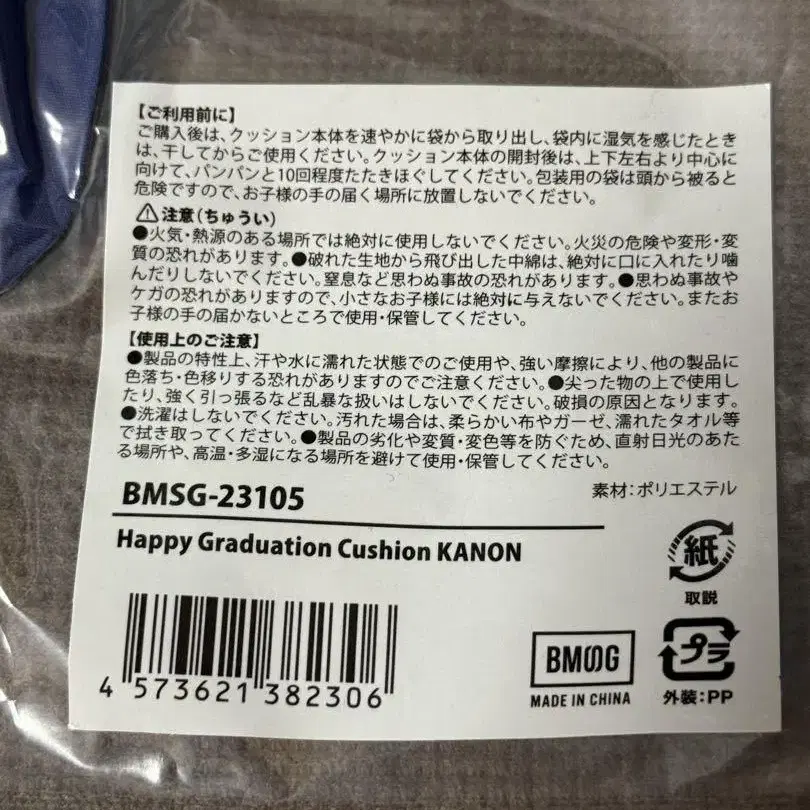 【ご利用前に】
ご購入後は、クッション本体を速やかに袋から取り出し、袋内に湿気を感じたとき
は、干してからご使用ください。クッション本体の開封後は、上下左右より中心に
向けて、パンパンと10回程度たたきほぐしてください。包装用の袋は頭から被ると
危険ですので、お子様の手の届く場所に放置しないでください。
⚠注意(ちゅうい)
●火気・熱源のある場所では絶対に使用しないでください。火災の危険や変形・変
質の恐れがあります。●破れた生地から飛び出した中綿は、絶対に口に入れたり噛
んだりしないでください。窒息など思わぬ事故の恐れがあります。●思わぬ事故や
ケガの恐れがありますので、小さなお子様には絶対に与えないでください。またお
子様の手の届かないところで使用・保管してください。
【使用上のご注意】
●製品の特性上、汗や水に濡れた状態でのご使用や、強い摩擦により、他の製品に
色落ち・色移りする恐れがありますのでご注意ください。●尖った物の上で使用し
たり、強く引っ張るなど乱暴な扱いはしないでください。破損の原因となります。
●洗濯はしないでください。汚れた場合は、柔らかい布やガーゼ、濡れたタオル等
で拭き取ってください。●製品の劣化や変質・変色等を防ぐため、直射日光のあた
る場所や、高温・多湿になる場所を避けて使用・保管してください。
BMSG-23105
素材：ポリエステル
Happy Graduation Cushion KANON
紙
取説
4 573621 382306
BMSG
MADE IN CHINA
プラ
外装：PP